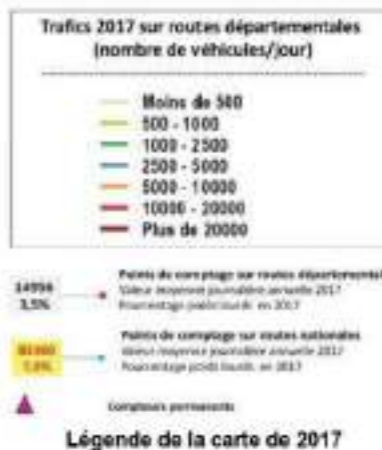 Trafics 2017 sur routes départementales
(nombre de véhicules/jour)
Moins de 500
500 - 1000
1000 - 2500
2500 - 5000
5000 - 10000
10000 - 20000
Plus de 20000
Points de comptage sur routes départemental
Valeur moyenne journalière annuelle 2017
3,5%
Pourcentage poids lourds en 2017
Points de comptage sur routes nationales
Valeur moyenne journalière annuelle 2017
Pourcentage poids lourds en 2017
Compteurs permanents
Légende de la carte de 2017